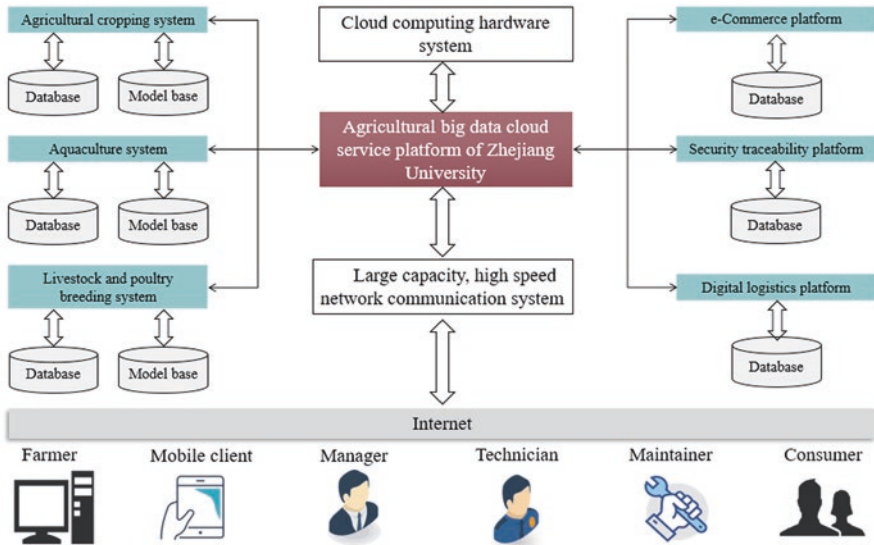 Agricultural cropping system
Database
Model base
Aquaculture system
Database
Model base
Livestock and poultry
breeding system
Database
Model base
Cloud computing hardware
system
Agricultural big data cloud
service platform of Zhejiang
University
Large capacity, high speed
network communication system
e-Commerce platform
Database
Security traceability platform
Database
Digital logistics platform
Database
Internet
Farmer
Mobile client
Manager
Technician
Maintainer
Consumer